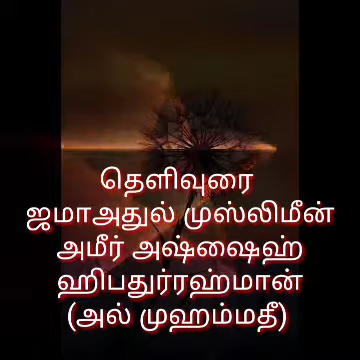 தெளிவுரை
ஜமாஅதுல் முஸ்லிமீன்
அமீர் அஷ்ஷைஹ்
ஹிபதுர்ரஹ்மான்
(அல் முஹம்மதீ)